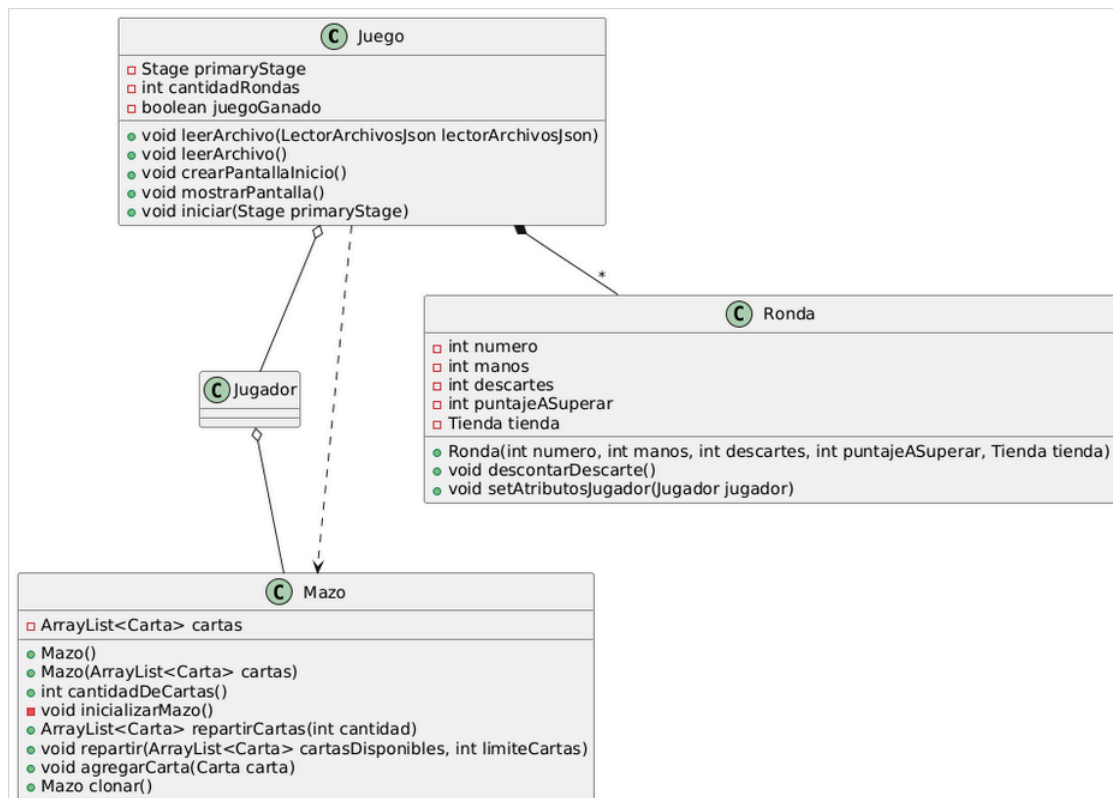 C Juego
Stage primaryStage
int cantidadRondas
boolean juegoGanado
void leerArchivo(LectorArchivosJson lectorArchivosJson)
void leerArchivo()
void crearPantallaInicio()
void mostrarPantalla()
void iniciar(Stage primaryStage)
*
C Ronda
int numero
int manos
int descartes
int puntajeASuperar
Tienda tienda
Ronda(int numero, int manos, int descartes, int puntajeASuperar, Tienda tienda)
void descontarDescarte()
void setAtributosJugador(Jugador jugador)
C Jugador
C Mazo
ArrayList<Carta> cartas
Mazo()
Mazo(ArrayList<Carta> cartas)
int cantidadDeCartas()
void inicializarMazo()
ArrayList<Carta> repartirCartas(int cantidad)
void repartir(ArrayList<Carta> cartasDisponibles, int limiteCartas)
void agregarCarta(Carta carta)
Mazo clonar()